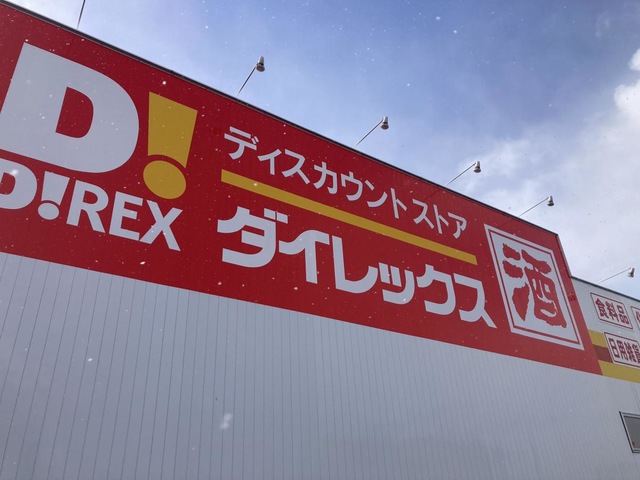 D!
D!REX
ディスカウントストア
ダイレックス
酒
食料品
日用雑貨